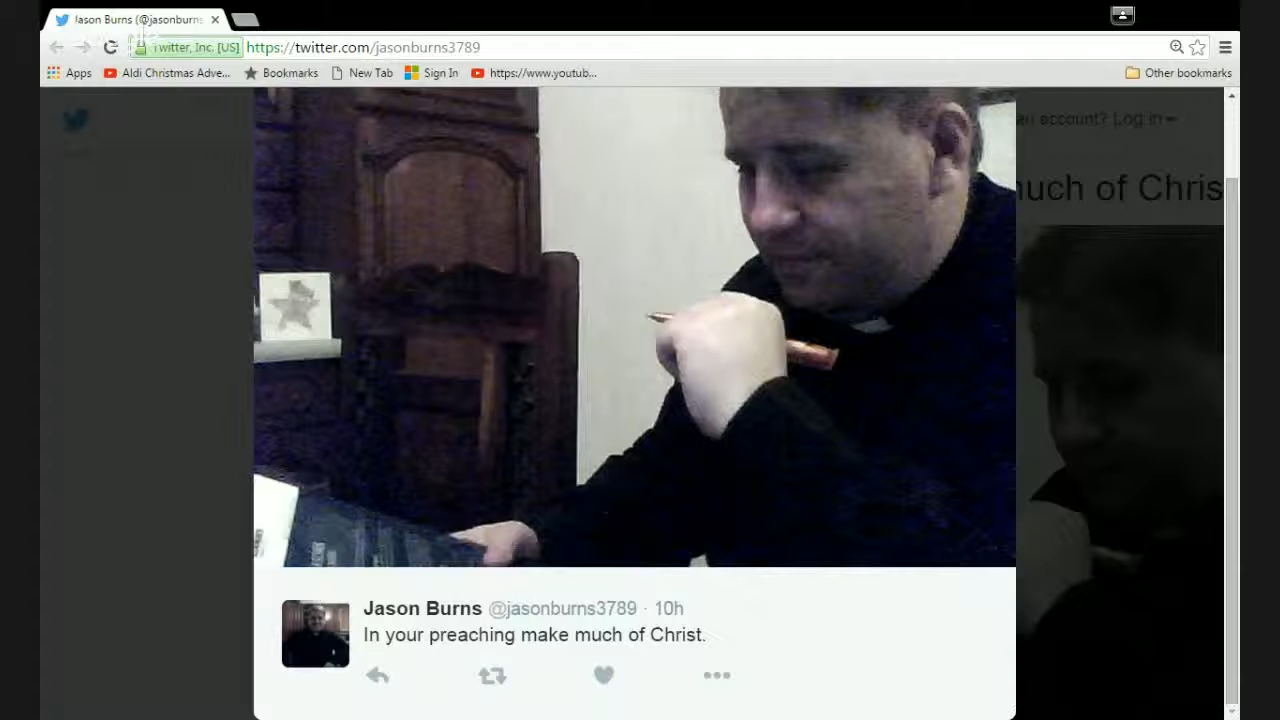 Jason Burns (@jasonburns
Twitter, Inc. [US] https://twitter.com/jasonburns3789
Apps Aldi Christmas Adve... Bookmarks New Tab Sign In https://www.youtub... Other bookmarks
an account? Log in
much of Chris
Jason Burns @jasonburns3789 · 10h
In your preaching make much of Christ.